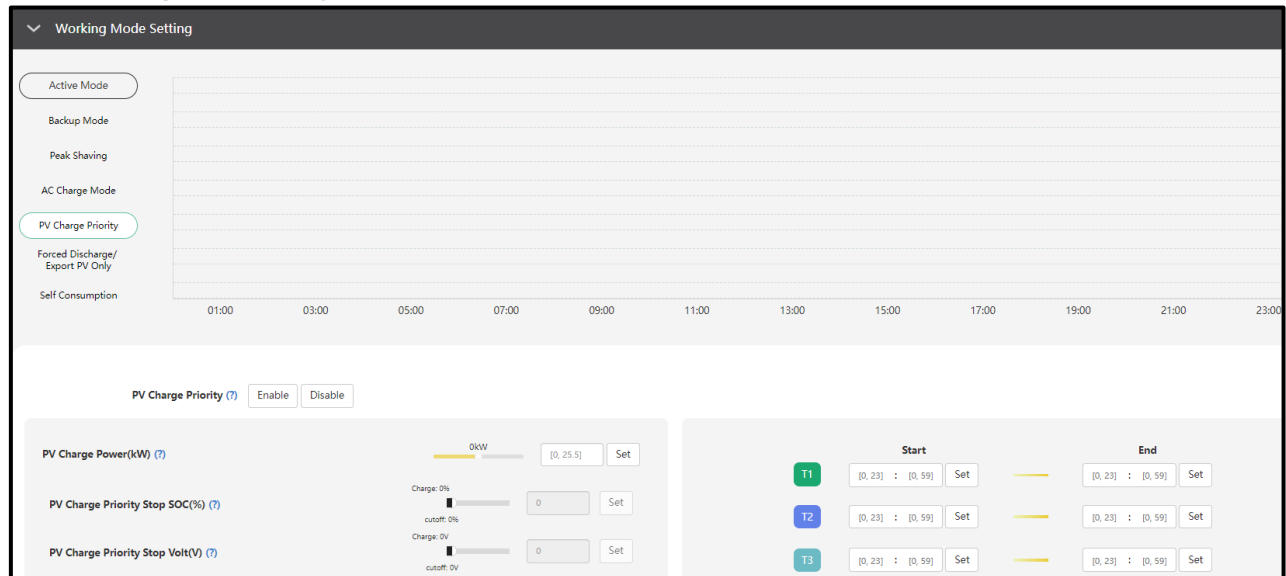 Working Mode Setting
Active Mode
Backup Mode
Peak Shaving
AC Charge Mode
PV Charge Priority
Forced Discharge/
Export PV Only
Self Consumption
01:00 03:00 05:00 07:00 09:00 11:00 13:00 15:00 17:00 19:00 21:00 23:00
PV Charge Priority (?) Enable Disable
PV Charge Power(kW) (?) 0kW [0, 25.5] Set
PV Charge Priority Stop SOC(%) (?) Charge: 0% 0 Set
cutoff: 0%
PV Charge Priority Stop Volt(V) (?) Charge: 0V 0 Set
cutoff: 0V
Start End
T1 [0, 23] : [0, 59] Set [0, 23] : [0, 59] Set
T2 [0, 23] : [0, 59] Set [0, 23] : [0, 59] Set
T3 [0, 23] : [0, 59] Set [0, 23] : [0, 59] Set